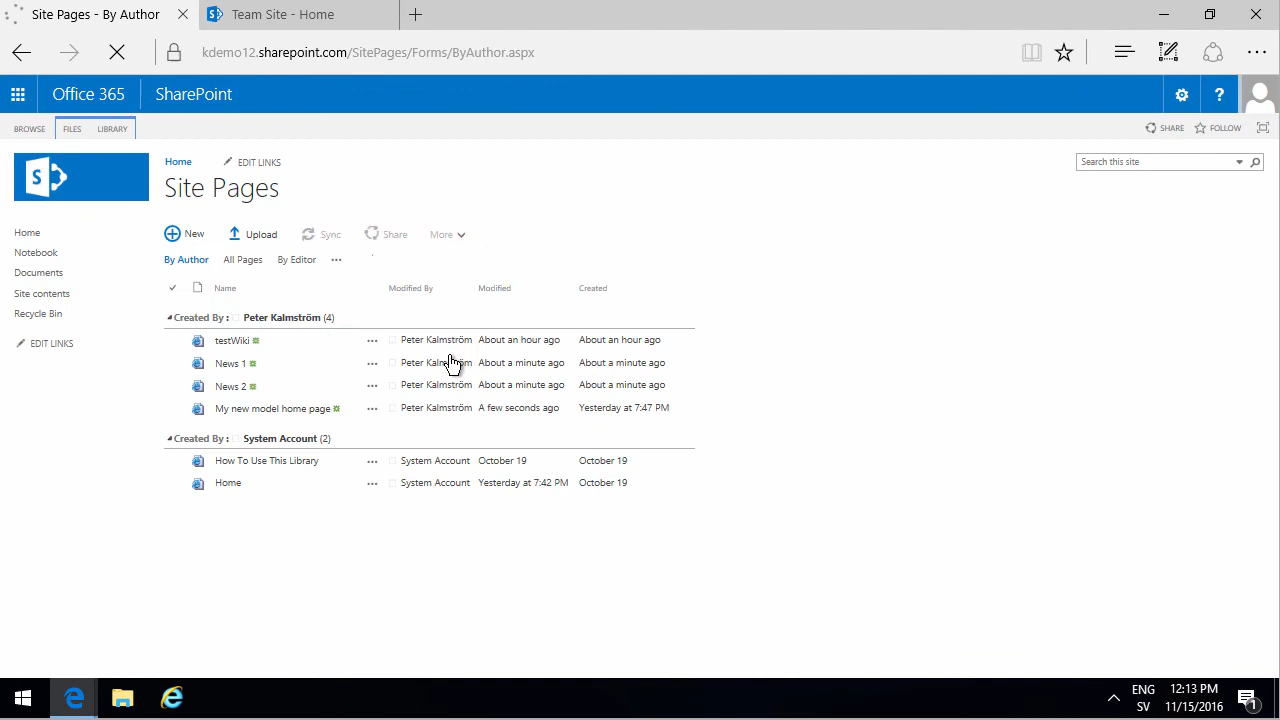 Site Pages - By Author
Team Site - Home
kdemo12.sharepoint.com/SitePages/Forms/ByAuthor.aspx
Office 365 SharePoint ?
BROWSE FILES LIBRARY SHARE FOLLOW
S Home EDIT LINKS Search this site
Site Pages
Home
Notebook
Documents
Site contents
Recycle Bin
EDIT LINKS
New Upload Sync Share More
By Author All Pages By Editor
Name Modified By Modified Created
Created By : Peter Kalmström (4)
testWiki Peter Kalmström About an hour ago About an hour ago
News 1 Peter Kalmström About a minute ago About a minute ago
News 2 Peter Kalmström About a minute ago About a minute ago
My new model home page Peter Kalmström A few seconds ago Yesterday at 7:47 PM
Created By : System Account (2)
How To Use This Library System Account October 19 October 19
Home System Account Yesterday at 7:42 PM October 19
ENG 12:13 PM
SV 11/15/2016 1